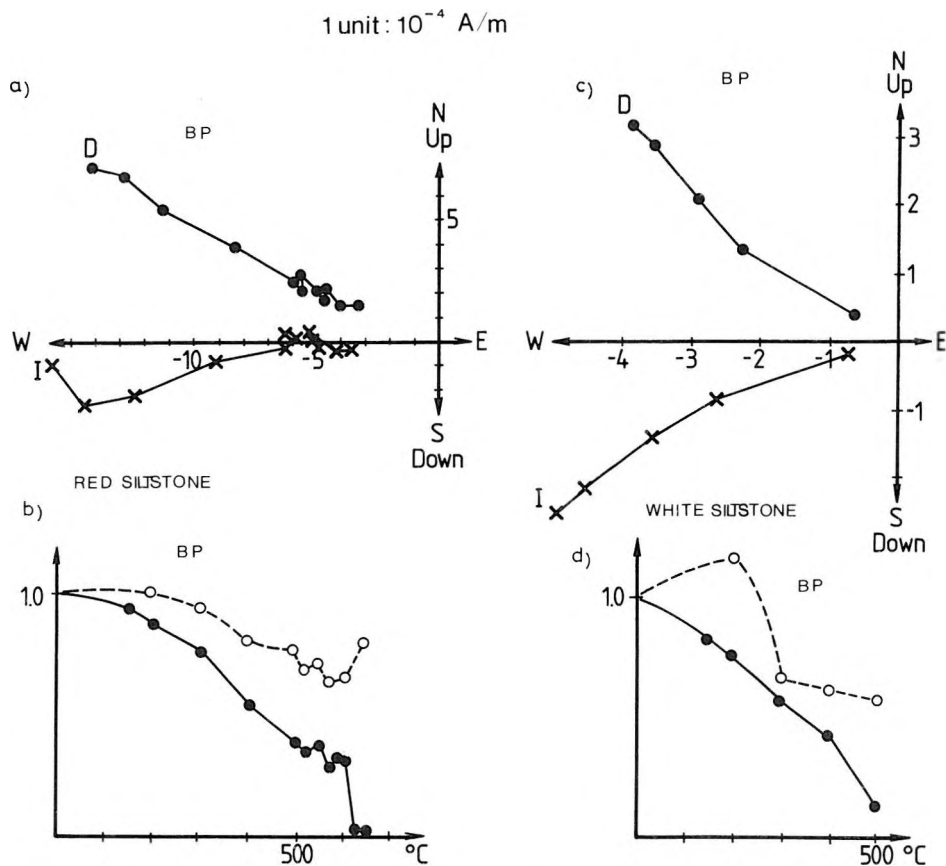 1 unit : 10⁻⁴ A/m
a)
BP
D
N
Up
5
W
-10
-5
E
I
S
Down
c)
BP
D
N
Up
3
2
1
W
-4
-3
-2
-1
E
-1
I
S
Down
RED SILTSTONE
b)
BP
1.0
500
°C
WHITE SILTSTONE
d)
BP
1.0
500
°C